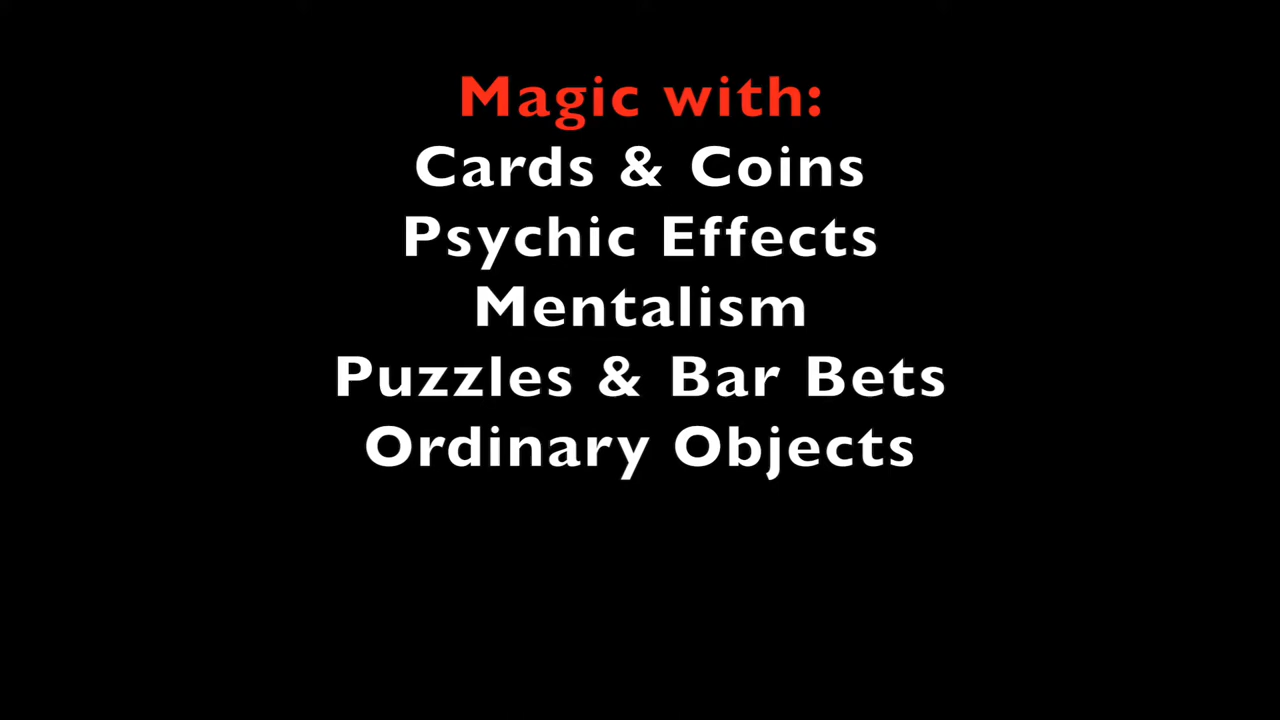 Magic with:
Cards & Coins
Psychic Effects
Mentalism
Puzzles & Bar Bets
Ordinary Objects